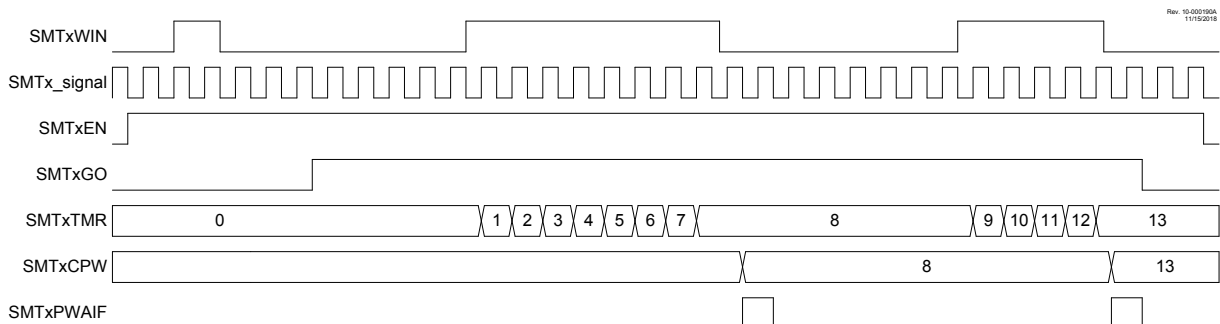 Rev. 10-000190A
11/15/2018
SMTxWIN
SMTx_signal
SMTxEN
SMTxGO
SMTxTMR 0 1 2 3 4 5 6 7 8 9 10 11 12 13
SMTxCPW 8 13
SMTxPWAIF